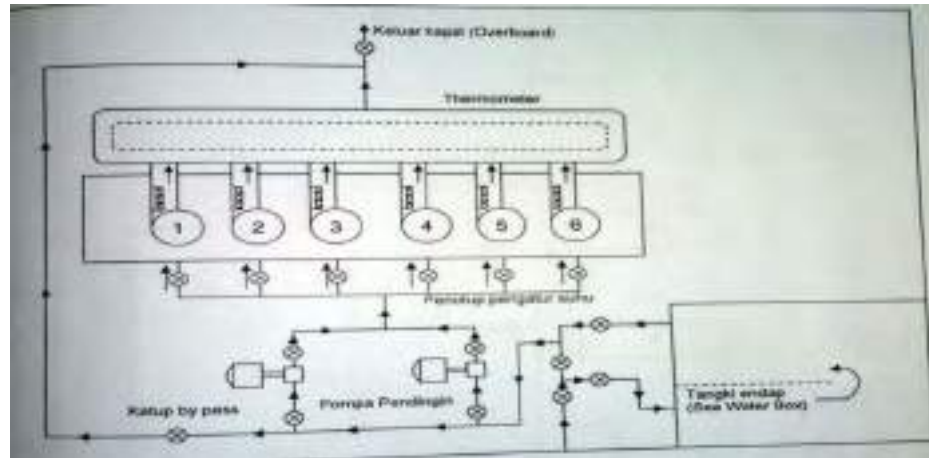 Keluar kapal (Overboard)
Thermometer
1 2 3 4 5 6
Penutup pengatur suhu
Katup by pass
Pompa Pendingin
Tangki endap
(Sea Water Box)